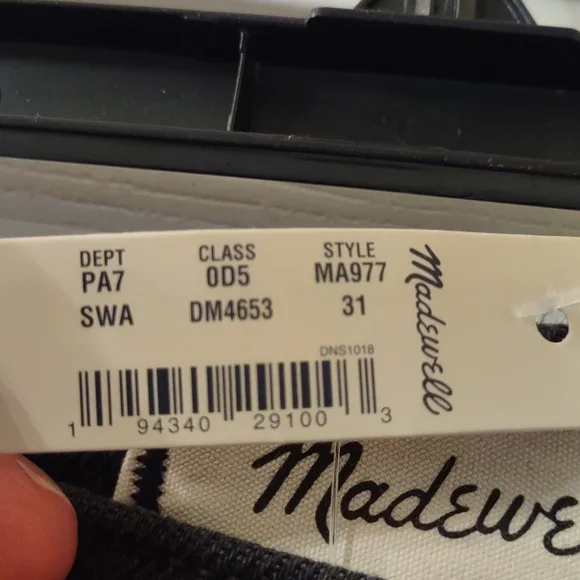 DEPT CLASS STYLE
PA7 0D5 MA977
SWA DM4653 31
Madewell
DNS1018
1 94340 29100 3
Madewe